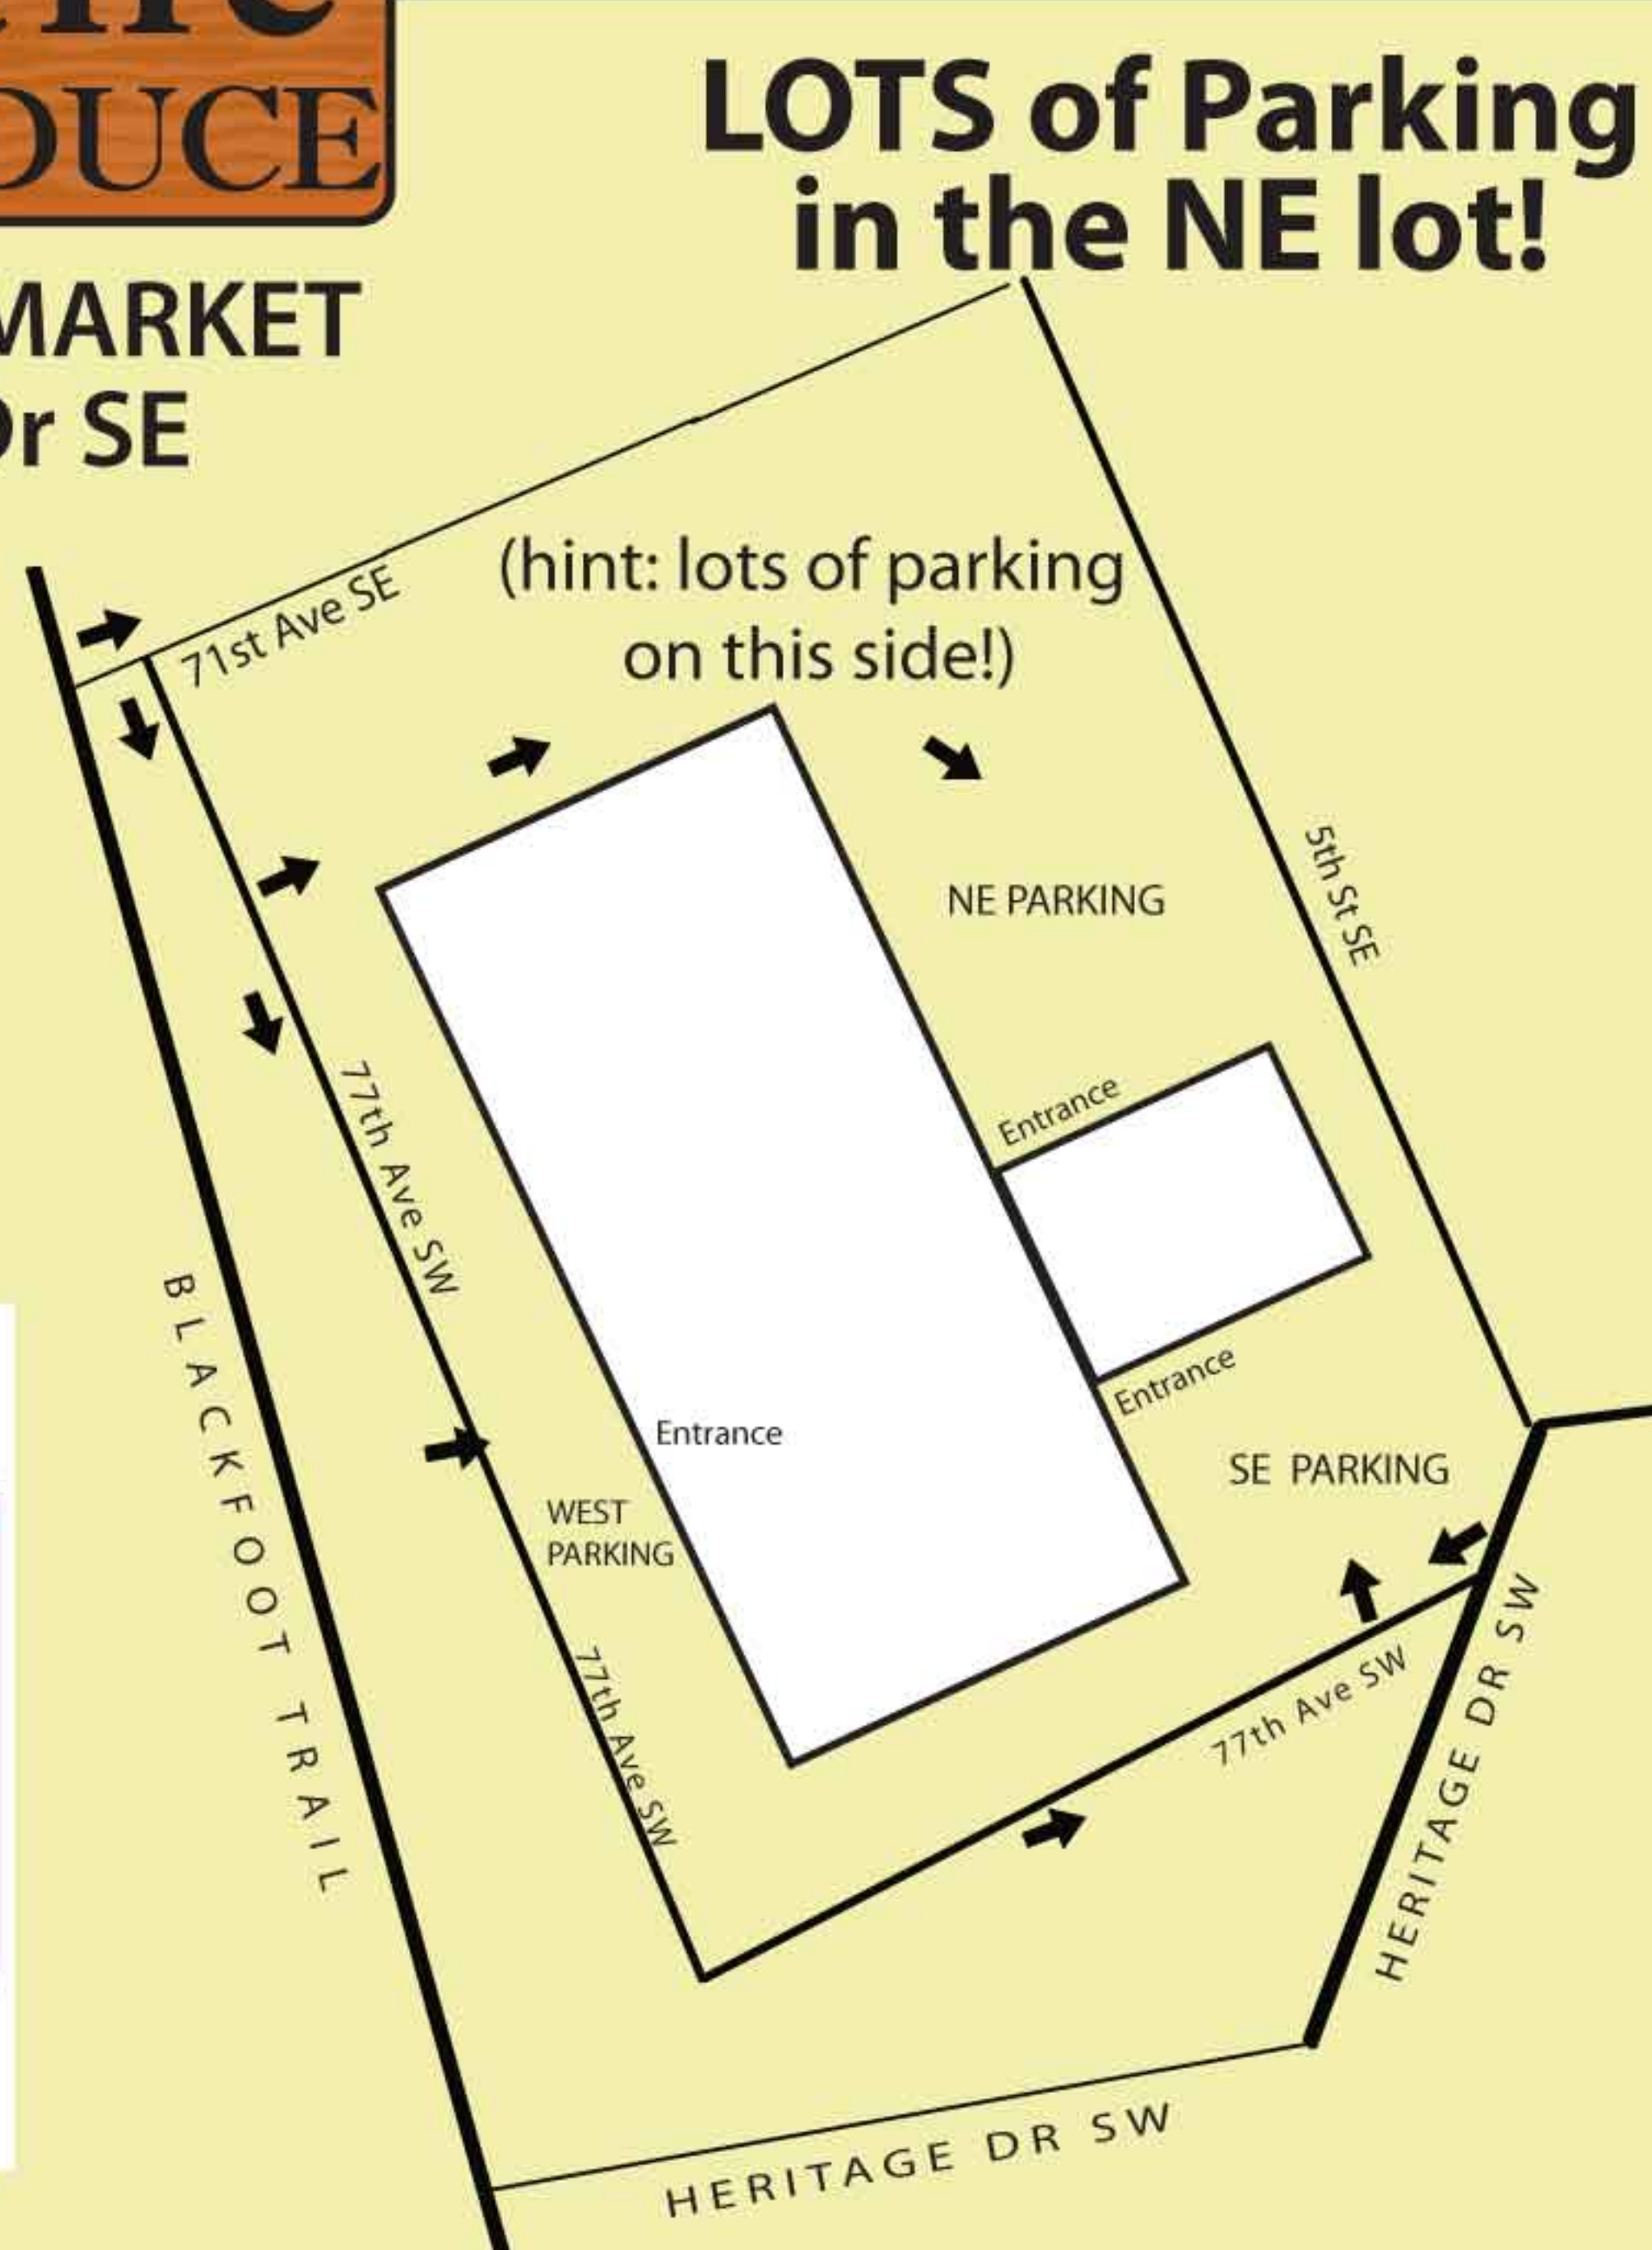 DUCE
LOTS of Parking
in the NE lot!
MARKET
Dr SE
71st Ave SE
(hint: lots of parking
on this side!)
NE PARKING
5th St SE
77th Ave SW
Entrance
BLACKFOOT TRAIL
Entrance
Entrance
SE PARKING
WEST
PARKING
77th Ave SW
77th Ave SW
HERITAGE DR SW
HERITAGE DR SW